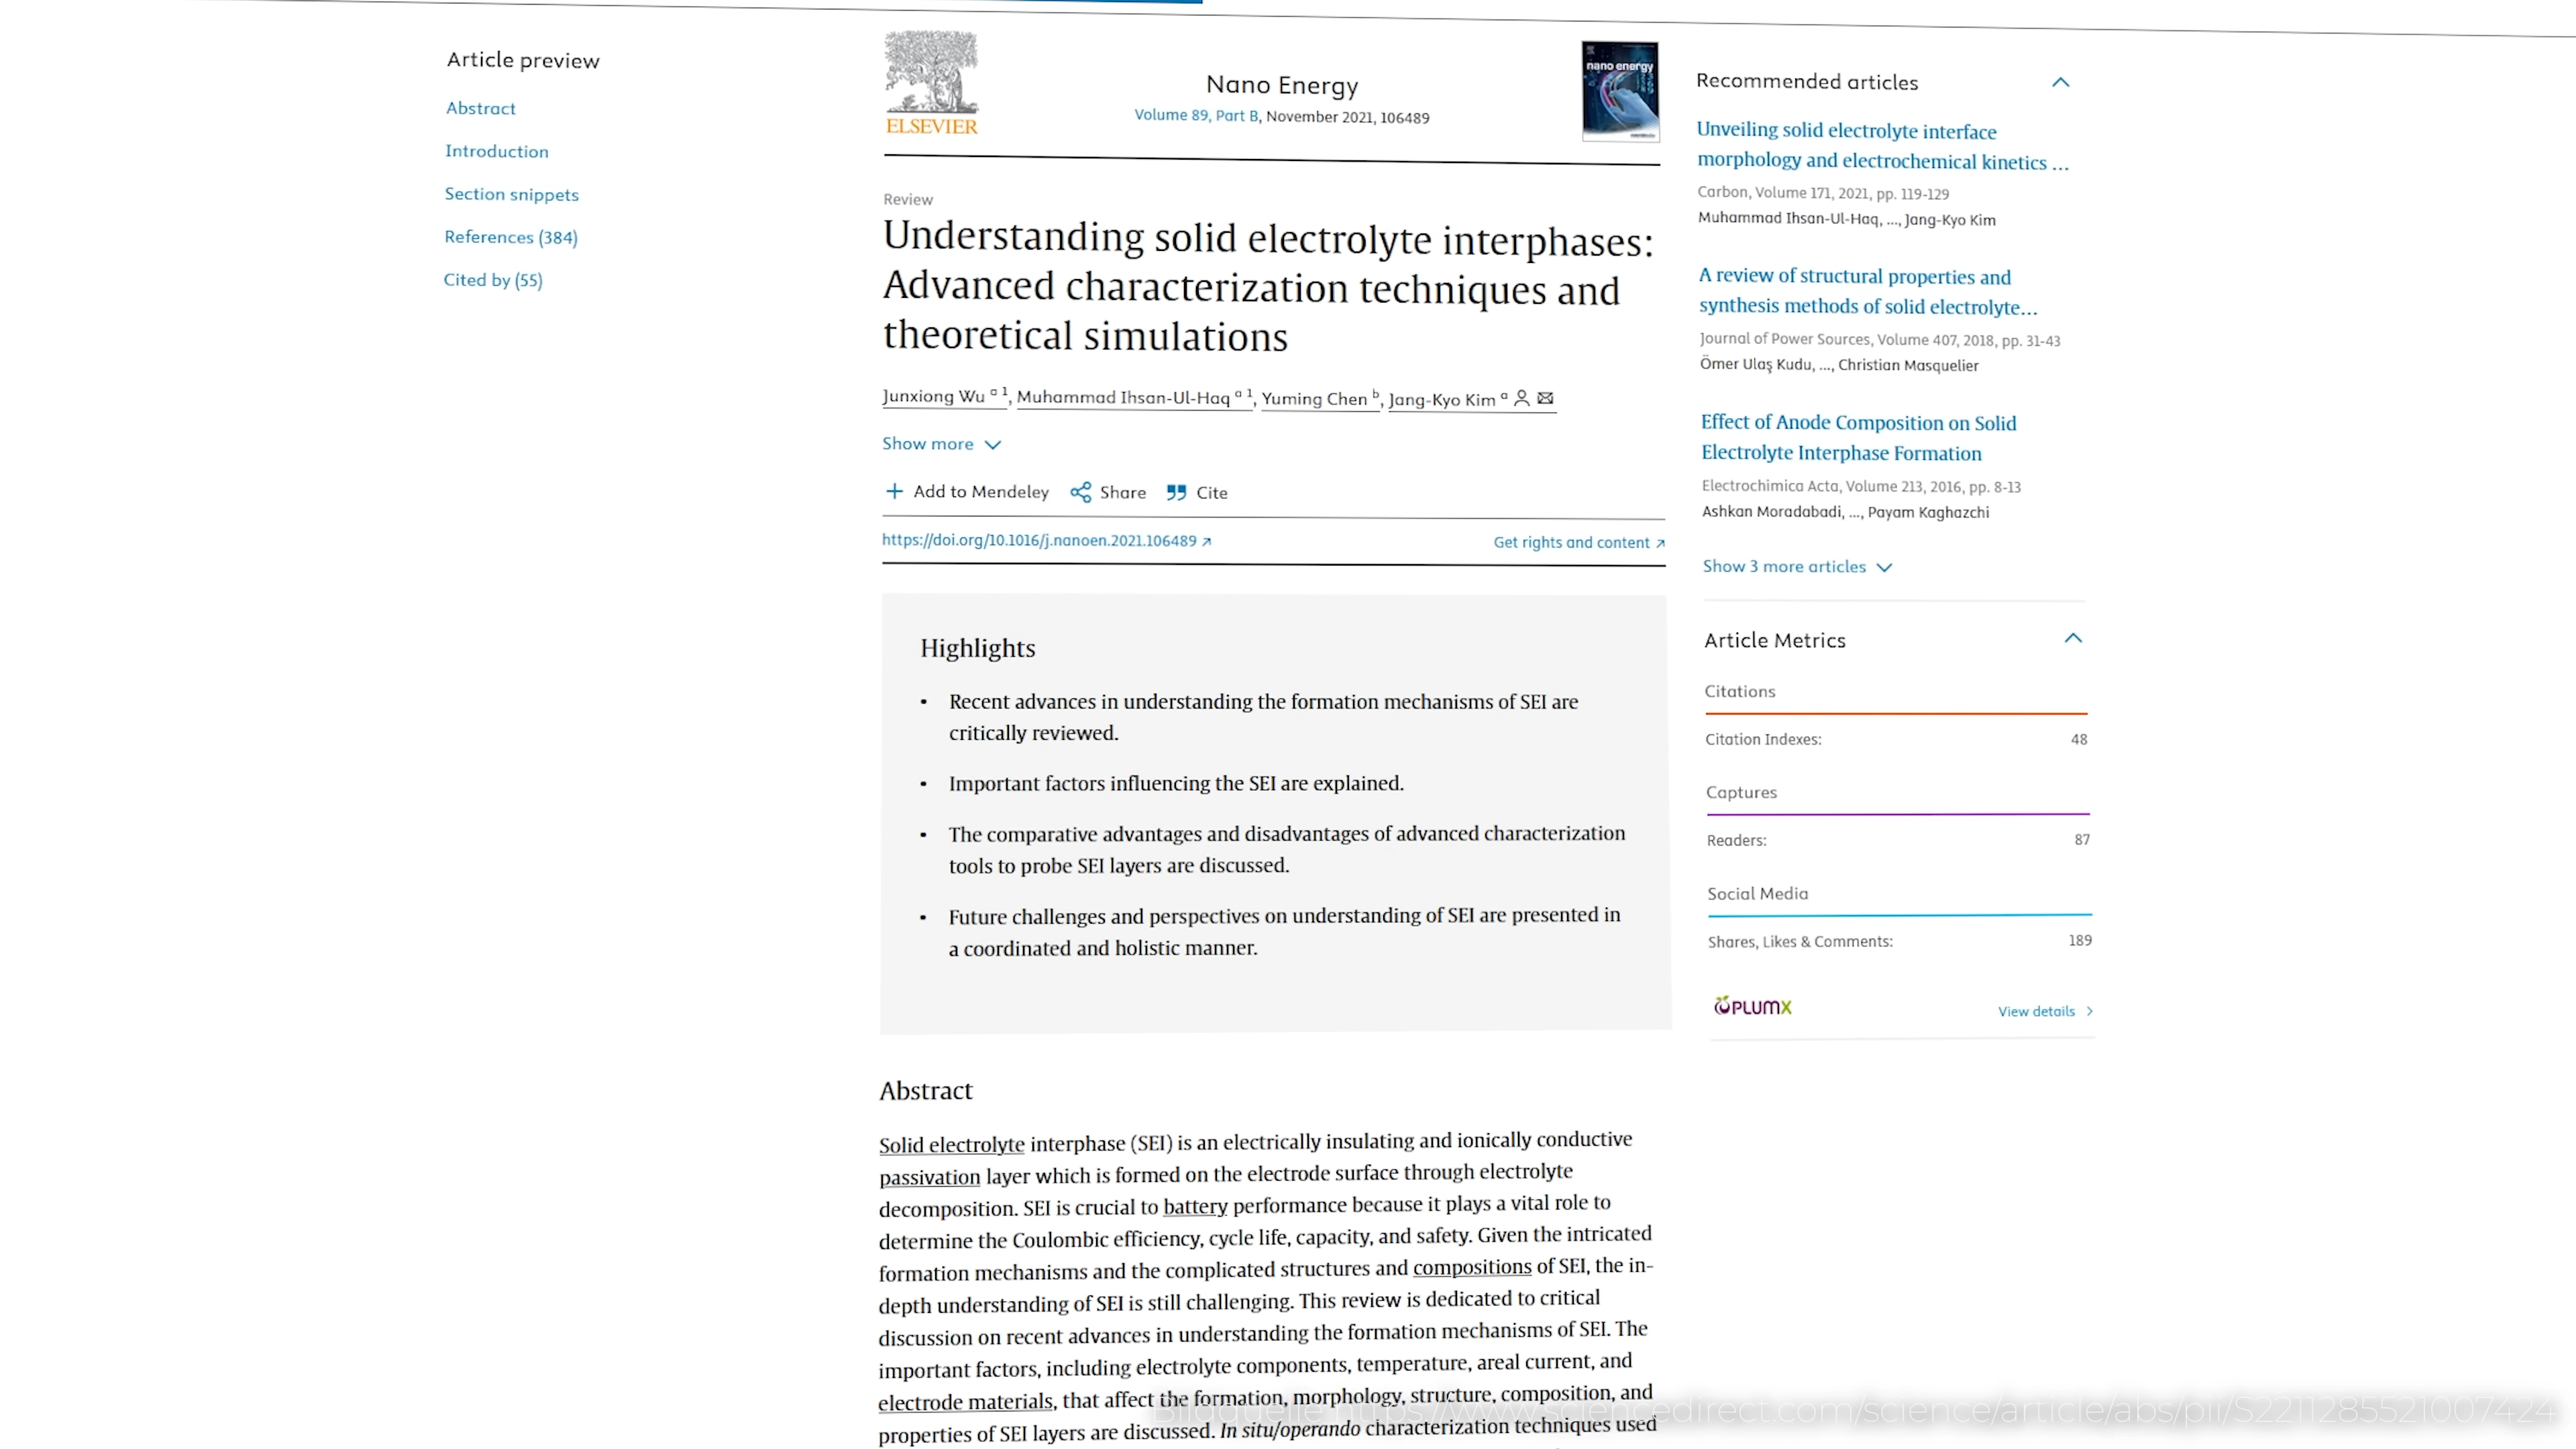 Article preview
Abstract
Introduction
Section snippets
References (384)
Cited by (55)
ELSEVIER
Nano Energy
Volume 89, Part B, November 2021, 106489
nano energy
Review
Understanding solid electrolyte interphases:
Advanced characterization techniques and
theoretical simulations
Junxiong Wu a 1, Muhammad Ihsan-Ul-Haq a 1, Yuming Chen b, Jang-Kyo Kim a
Show more
Add to Mendeley Share Cite
https://doi.org/10.1016/j.nanoen.2021.106489 Get rights and content
Highlights
• Recent advances in understanding the formation mechanisms of SEI are
critically reviewed.
• Important factors influencing the SEI are explained.
• The comparative advantages and disadvantages of advanced characterization
tools to probe SEI layers are discussed.
• Future challenges and perspectives on understanding of SEI are presented in
a coordinated and holistic manner.
Abstract
Solid electrolyte interphase (SEI) is an electrically insulating and ionically conductive
passivation layer which is formed on the electrode surface through electrolyte
decomposition. SEI is crucial to battery performance because it plays a vital role to
determine the Coulombic efficiency, cycle life, capacity, and safety. Given the intricated
formation mechanisms and the complicated structures and compositions of SEI, the in-
depth understanding of SEI is still challenging. This review is dedicated to critical
discussion on recent advances in understanding the formation mechanisms of SEI. The
important factors, including electrolyte components, temperature, areal current, and
electrode materials, that affect the formation, morphology, structure, composition, and
properties of SEI layers are discussed. In situ/operando characterization techniques used
Recommended articles
Unveiling solid electrolyte interface
morphology and electrochemical kinetics ...
Carbon, Volume 171, 2021, pp. 119-129
Muhammad Ihsan-Ul-Haq, ..., Jang-Kyo Kim
A review of structural properties and
synthesis methods of solid electrolyte...
Journal of Power Sources, Volume 407, 2018, pp. 31-43
Ömer Ulaş Kudu, ..., Christian Masquelier
Effect of Anode Composition on Solid
Electrolyte Interphase Formation
Electrochimica Acta, Volume 213, 2016, pp. 8-13
Ashkan Moradabadi, ..., Payam Kaghazchi
Show 3 more articles
Article Metrics
Citations
Citation Indexes: 48
Captures
Readers: 87
Social Media
Shares, Likes & Comments: 189
PLUMX View details
https://www.sciencedirect.com/science/article/abs/pii/S2211285521007424